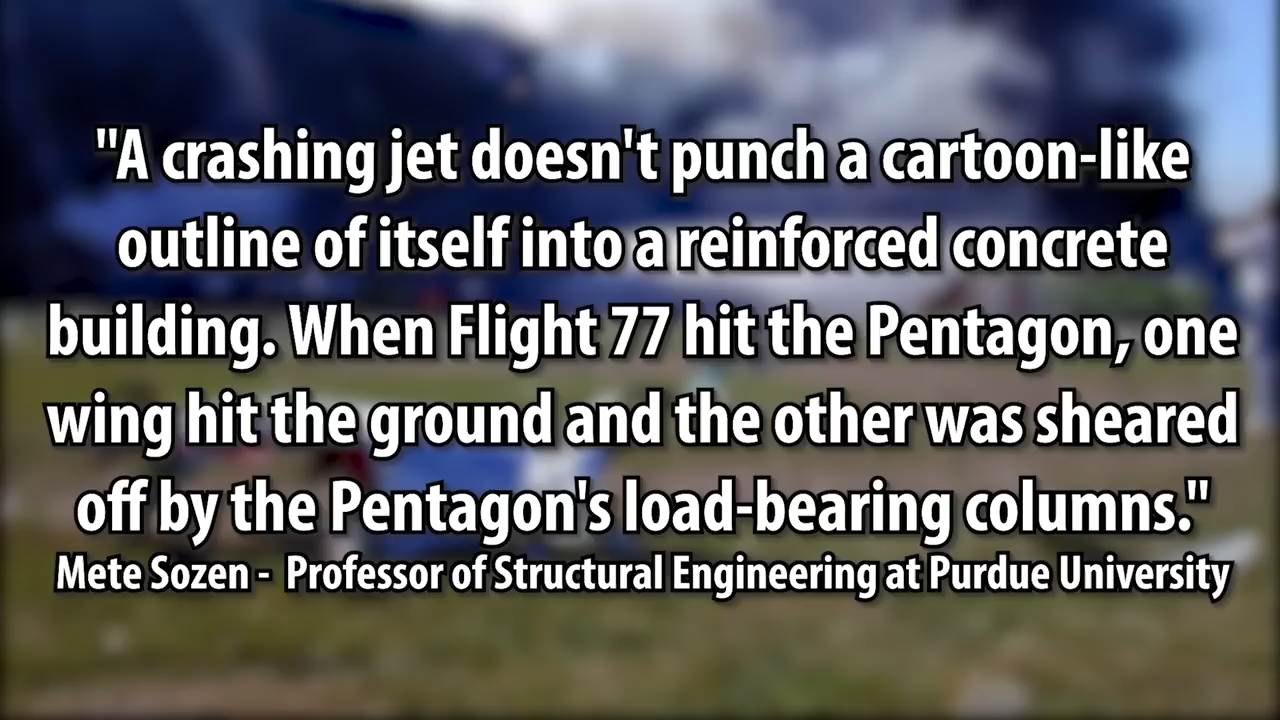 "A crashing jet doesn't punch a cartoon-like
outline of itself into a reinforced concrete
building. When Flight 77 hit the Pentagon, one
wing hit the ground and the other was sheared
off by the Pentagon's load-bearing columns."
Mete Sozen - Professor of Structural Engineering at Purdue University